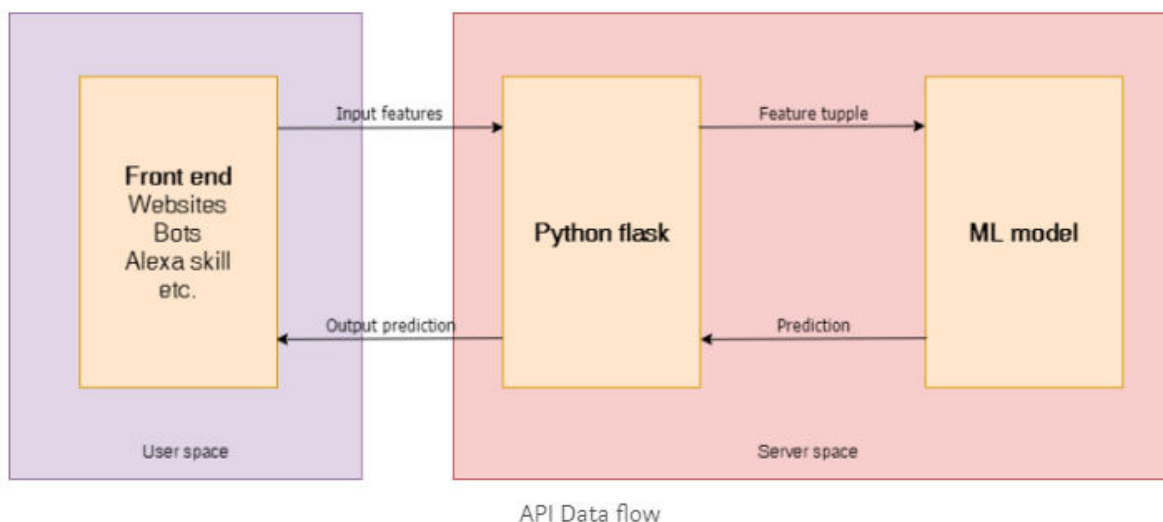 Input features
Feature tupple
Front end
Websites
Bots
Alexa skill
etc.
Python flask
ML model
Output prediction
Prediction
User space
Server space
API Data flow